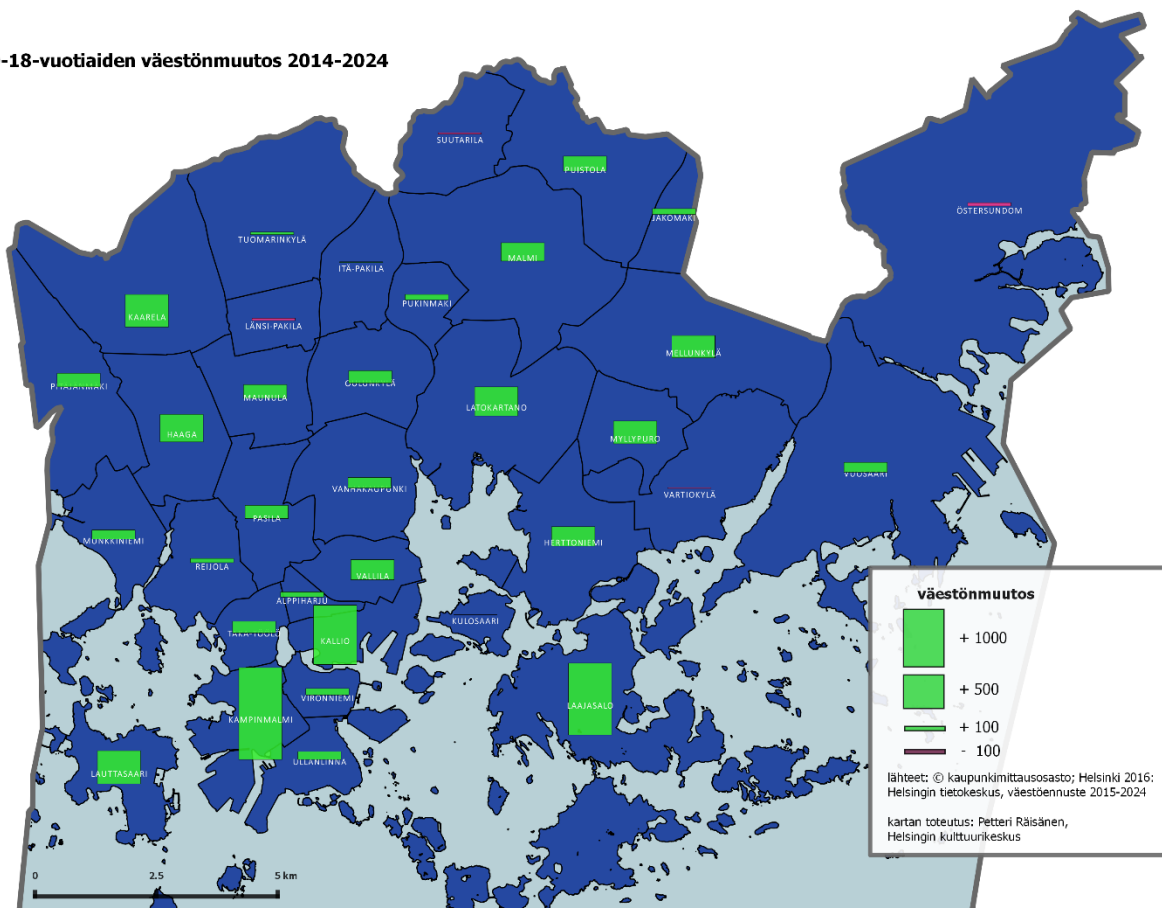 -18-vuotiaiden väestönmuutos 2014-2024
SUUTARILA
PUISTOLA
ÖSTERSUNDOM
JAKOMÄKI
TUOMARINKYLÄ
MALMI
ITÄ-PAKILA
PUKINMÄKI
KAARELA
LÄNSI-PAKILA
MELLUNKYLÄ
PITÄJÄNMÄKI
OULUNKYLÄ
MAUNULA
LATOKARTANO
HAAGA
MYLLYPURO
VUOSAARI
VANHAKAUPUNKI
VARTIOKYLÄ
PASILA
MUNKKINIEMI
HERTTONIEMI
REIJOLA
VALLILA
ALPPIHARJU
KULOSAARI
TAKA-TÖÖLÖ
KALLIO
VIRONNIEMI
LAAJASALO
KAMPINMALMI
ULLANLINNA
LAUTTASAARI
väestönmuutos
+ 1000
+ 500
+ 100
- 100
lähteet: © kaupunkimittausosasto; Helsinki 2016:
Helsingin tietokeskus, väestöennuste 2015-2024
kartan toteutus: Petteri Räisänen,
Helsingin kulttuurikeskus
0 2.5 5 km